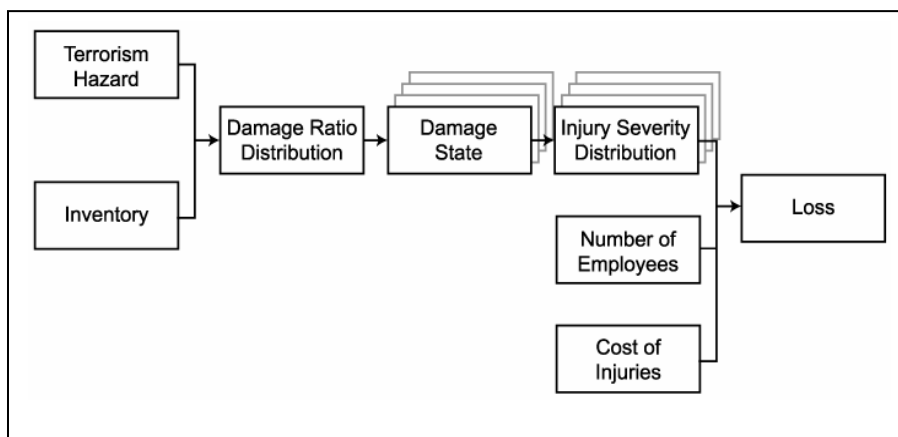 Terrorism
Hazard
Inventory
Damage Ratio
Distribution
Damage
State
Injury Severity
Distribution
Number of
Employees
Cost of
Injuries
Loss